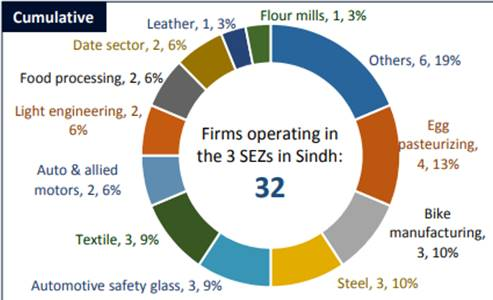 Cumulative
Leather, 1, 3%
Flour mills, 1, 3%
Date sector, 2, 6%
Others, 6, 19%
Food processing, 2, 6%
Light engineering, 2,
6%
Egg
pasteurizing,
4, 13%
Firms operating in
the 3 SEZs in Sindh:
32
Auto & allied
motors, 2, 6%
Bike
manufacturing,
3, 10%
Textile, 3, 9%
Automotive safety glass, 3, 9%
Steel, 3, 10%